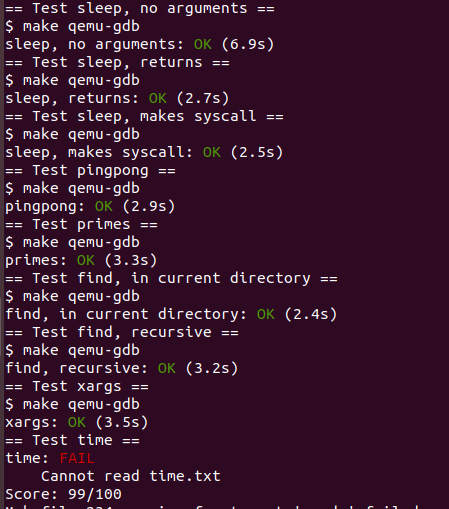 == Test sleep, no arguments ==
$ make qemu-gdb
sleep, no arguments: OK (6.9s)
== Test sleep, returns ==
$ make qemu-gdb
sleep, returns: OK (2.7s)
== Test sleep, makes syscall ==
$ make qemu-gdb
sleep, makes syscall: OK (2.5s)
== Test pingpong ==
$ make qemu-gdb
pingpong: OK (2.9s)
== Test primes ==
$ make qemu-gdb
primes: OK (3.3s)
== Test find, in current directory ==
$ make qemu-gdb
find, in current directory: OK (2.4s)
== Test find, recursive ==
$ make qemu-gdb
find, recursive: OK (3.2s)
== Test xargs ==
$ make qemu-gdb
xargs: OK (3.5s)
== Test time ==
time: FAIL
    Cannot read time.txt
Score: 99/100